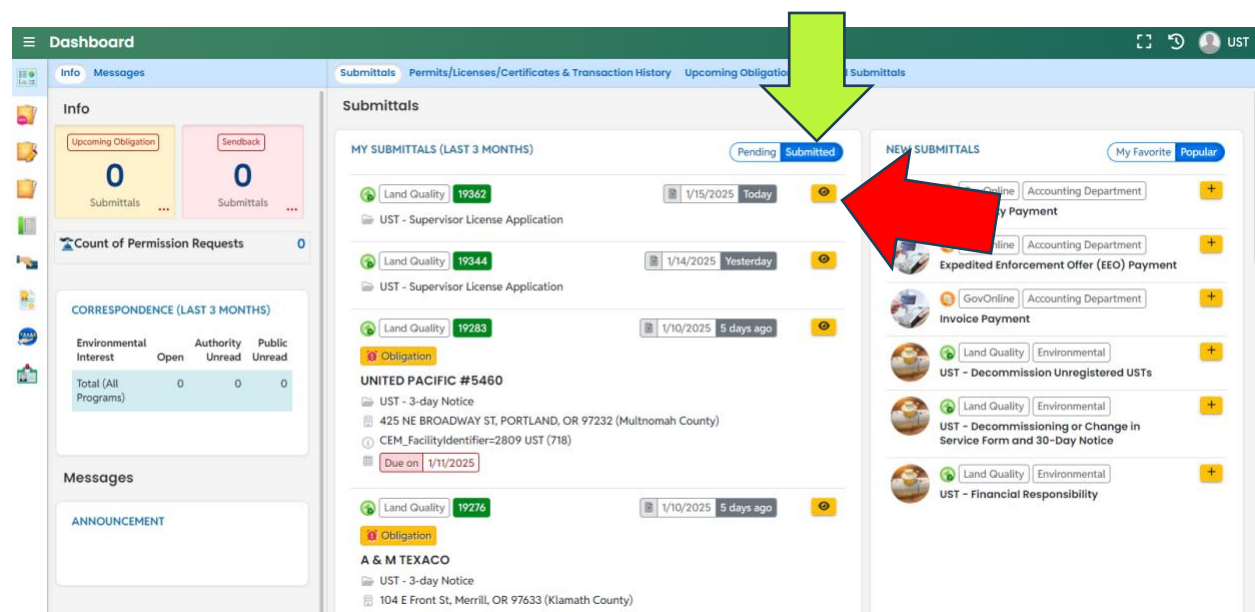 Dashboard
UST
Info Messages
Submittals Permits/Licenses/Certificates & Transaction History Upcoming Obligation Submittals
Info
Upcoming Obligation
0
Submittals ...
Sendback
0
Submittals ...
Count of Permission Requests 0
CORRESPONDENCE (LAST 3 MONTHS)
Environmental Interest Open Authority Unread Public Unread
Total (All Programs) 0 0 0
Messages
ANNOUNCEMENT
Submittals
MY SUBMITTALS (LAST 3 MONTHS) Pending Submitted
Land Quality 19362 1/15/2025 Today
UST - Supervisor License Application
Land Quality 19344 1/14/2025 Yesterday
UST - Supervisor License Application
Land Quality 19283 1/10/2025 5 days ago
Obligation
UNITED PACIFIC #5460
UST - 3-day Notice
425 NE BROADWAY ST, PORTLAND, OR 97232 (Multnomah County)
CEM_FacilityIdentifier=2809 UST (718)
Due on 1/11/2025
Land Quality 19276 1/10/2025 5 days ago
Obligation
A & M TEXACO
UST - 3-day Notice
104 E Front St, Merrill, OR 97633 (Klamath County)
NEW SUBMITTALS My Favorite Popular
Accounting Department +
Payment
Accounting Department +
Expedited Enforcement Offer (EEO) Payment
GovOnline Accounting Department +
Invoice Payment
Land Quality Environmental +
UST - Decommission Unregistered USTs
Land Quality Environmental +
UST - Decommissioning or Change in
Service Form and 30-Day Notice
Land Quality Environmental +
UST - Financial Responsibility